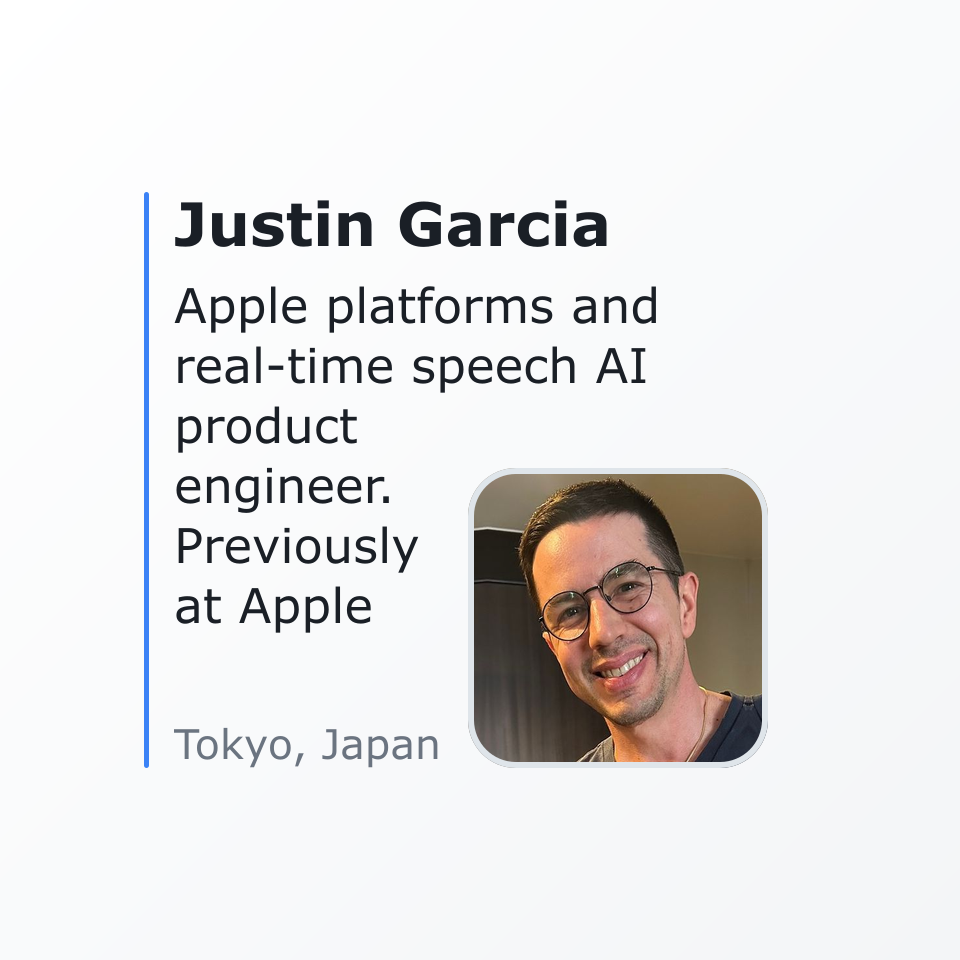 Justin Garcia
Apple platforms and
real-time speech AI
product
engineer.
Previously
at Apple
Tokyo, Japan